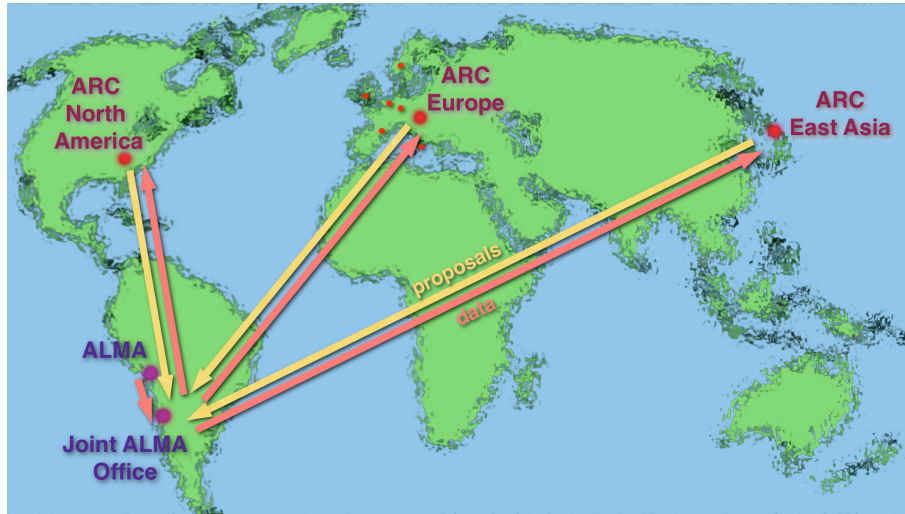 ARC
North
America
ARC
Europe
ARC
East Asia
proposals
data
ALMA
Joint ALMA
Office